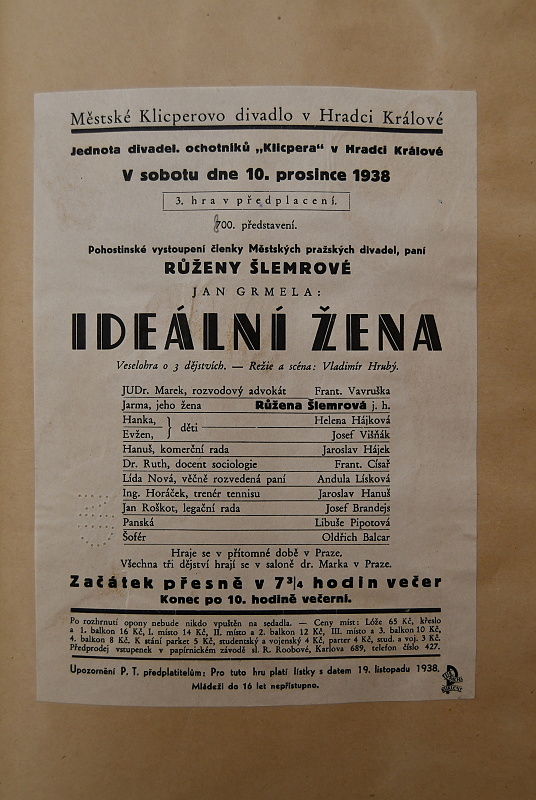 Městské Klicperovo divadlo v Hradci Králové
Jednota divadel. ochotníků „Klicpera“ v Hradci Králové
V sobotu dne 10. prosince 1938
3. hra v předplacení.
700. představení.
Pohostinské vystoupení členky Městských pražských divadel, paní
RŮŽENY ŠLEMROVÉ
JAN GRMELA:
IDEÁLNÍ ŽENA
Veselohra o 3 dějstvích. — Režie a scéna: Vladimír Hrubý.
JUDr. Marek, rozvodový advokát Frant. Vavruška
Jarma, jeho žena Růžena Šlemrová j. h.
Hanka, } děti Helena Hájková
Evžen, Josef Višňák
Hanuš, komerční rada Jaroslav Hájek
Dr. Ruth, docent sociologie Frant. Císař
Lída Nová, věčně rozvedená paní Andula Lísková
Ing. Horáček, trenér tennisu Jaroslav Hanuš
Jan Roškot, legační rada Josef Brandejs
Panská Libuše Pipotová
Šofér Oldřich Balcar
Hraje se v přítomné době v Praze.
Všechna tři dějství hrají se v saloně dr. Marka v Praze.
Začátek přesně v 7¾ hodin večer
Konec po 10. hodině večerní.
Po rozhrnutí opony nebude nikdo vpuštěn na sedadla. — Ceny míst: Lóže 65 Kč, křeslo
a 1. balkon 16 Kč, I. místo 14 Kč, II. místo a 2. balkon 12 Kč, III. místo a 3. balkon 10 Kč,
4. balkon 8 Kč. K stání parket 5 Kč, studentský a vojenský 4 Kč, parter 4 Kč, stud. a voj. 3 Kč.
Předprodej vstupenek v papírnickém závodě sl. R. Roobové, Karlova 689, telefon číslo 427.
Upozornění P. T. předplatitelům: Pro tuto hru platí lístky s datem 19. listopadu 1938.
Mládeži do 16 let nepřístupno.